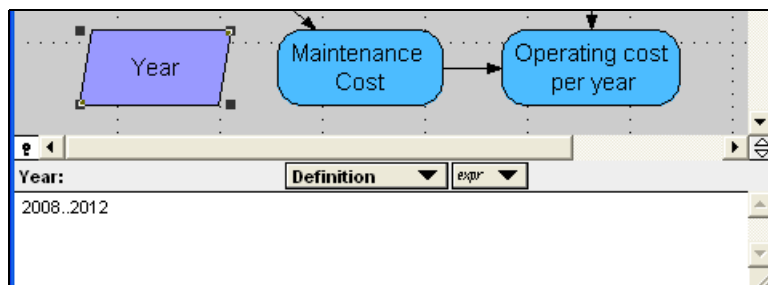 Year
Maintenance
Cost
Operating cost
per year
Year:
Definition
expr
2008..2012